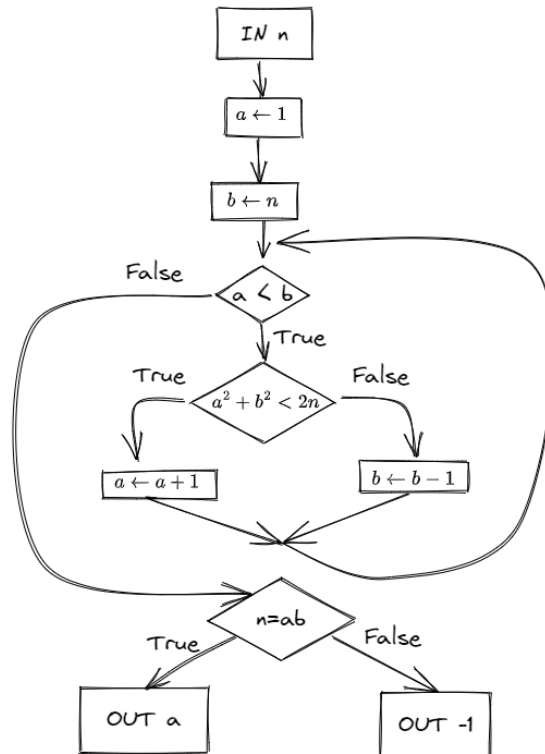 IN n
a ← 1
b ← n
False
a < b
True
True
a² + b² < 2n
False
a ← a + 1
b ← b − 1
n=ab
True
False
OUT a
OUT -1